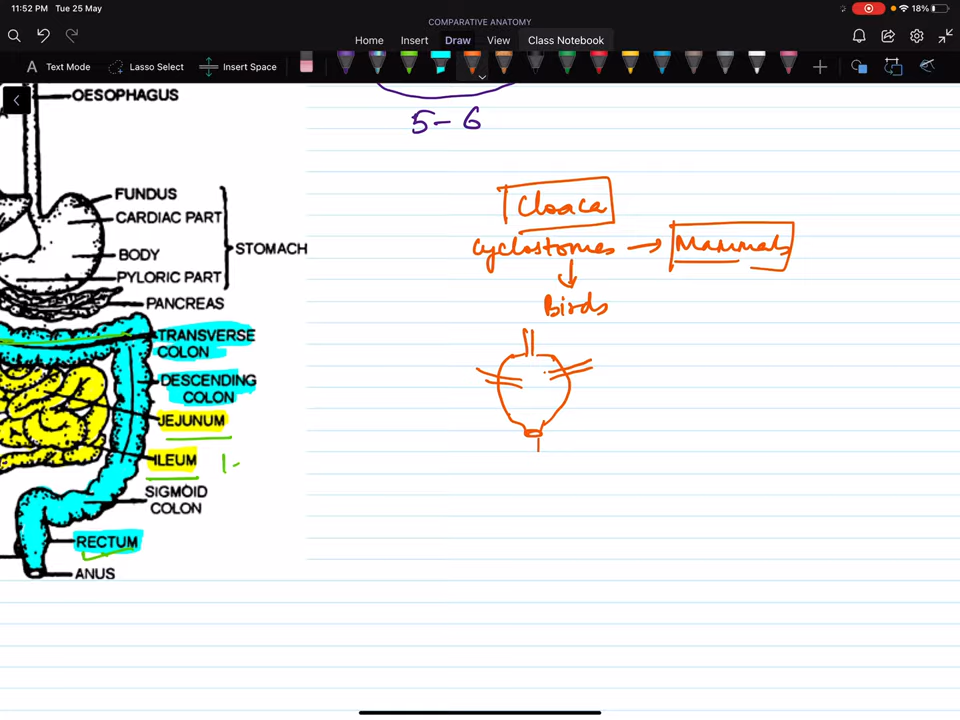 11:52 PM Tue 25 May
18%
COMPARATIVE ANATOMY
Home Insert Draw View Class Notebook
Text Mode Lasso Select Insert Space
OESOPHAGUS
5-6
FUNDUS
CARDIAC PART
BODY
PYLORIC PART
STOMACH
PANCREAS
TRANSVERSE
COLON
DESCENDING
COLON
JEJUNUM
ILEUM
SIGMOID
COLON
RECTUM
ANUS
Cloaca
Cyclostomes → Mammals
↓
Birds